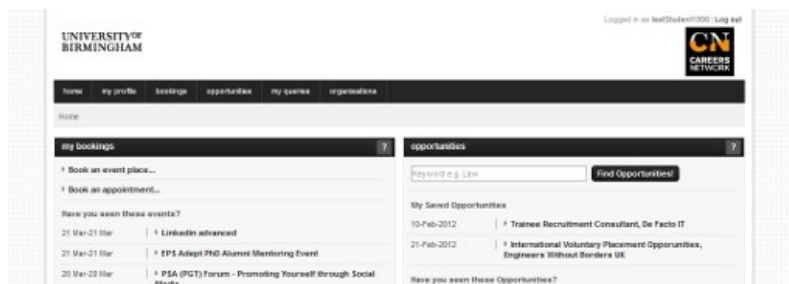 Logged in as testStudent1000 | Log out
UNIVERSITY OF
BIRMINGHAM
CN
CAREERS
NETWORK
home my profile bookings opportunities my queries organisations
Home
my bookings ?
Book an event place...
Book an appointment...
Have you seen these events?
21 Mar-21 Mar Linkedin advanced
21 Mar-21 Mar EPS Adept PhD Alumni Mentoring Event
20 Mar-20 Mar PSA (PGT) Forum - Promoting Yourself through Social
Media
opportunities ?
Keyword e.g. Law Find Opportunities!
My Saved Opportunities
10-Feb-2012 Trainee Recruitment Consultant, De Facto IT
21-Feb-2012 International Voluntary Placement Opporunities,
Engineers Without Borders UK
Have you seen these Opportunities?